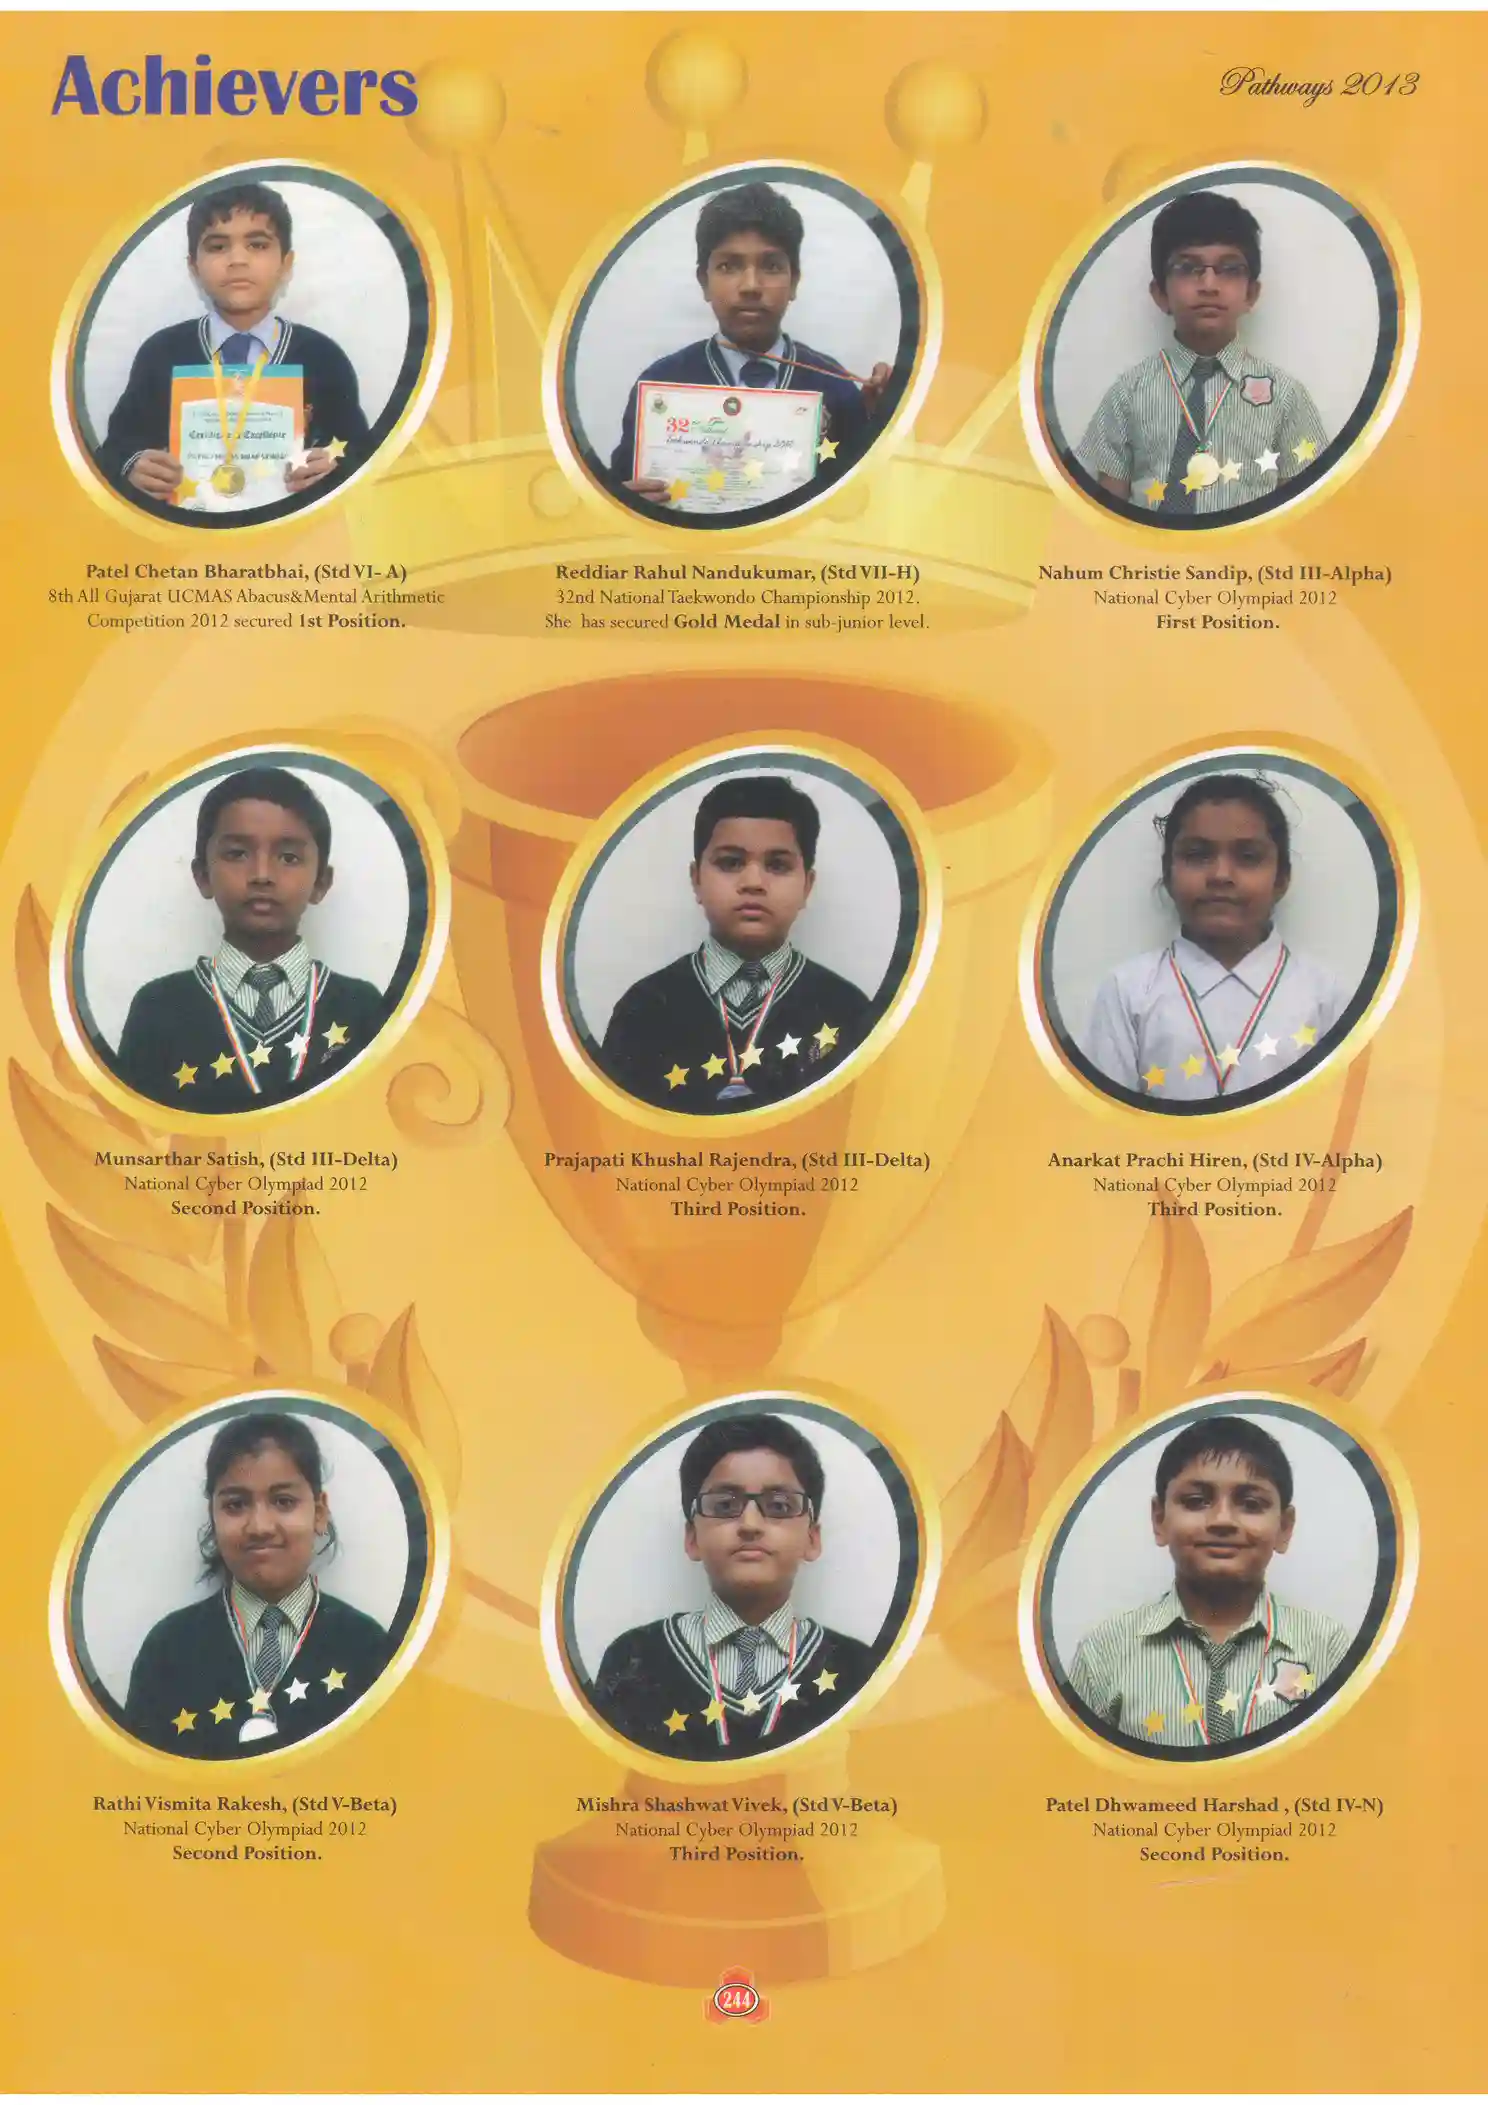 Achievers
Pathways 2013
32nd
National
Taekwondo Championship 2012
Patel Chetan Bharatbhai, (Std VI- A)
8th All Gujarat UCMAS Abacus&Mental Arithmetic
Competition 2012 secured 1st Position.
Reddiar Rahul Nandukumar, (Std VII-H)
32nd National Taekwondo Championship 2012.
She has secured Gold Medal in sub-junior level.
Nahum Christie Sandip, (Std III-Alpha)
National Cyber Olympiad 2012
First Position.
Munsarthar Satish, (Std III-Delta)
National Cyber Olympiad 2012
Second Position.
Prajapati Khushal Rajendra, (Std III-Delta)
National Cyber Olympiad 2012
Third Position.
Anarkat Prachi Hiren, (Std IV-Alpha)
National Cyber Olympiad 2012
Third Position.
Rathi Vismita Rakesh, (Std V-Beta)
National Cyber Olympiad 2012
Second Position.
Mishra Shashwat Vivek, (Std V-Beta)
National Cyber Olympiad 2012
Third Position.
Patel Dhwameed Harshad , (Std IV-N)
National Cyber Olympiad 2012
Second Position.
244